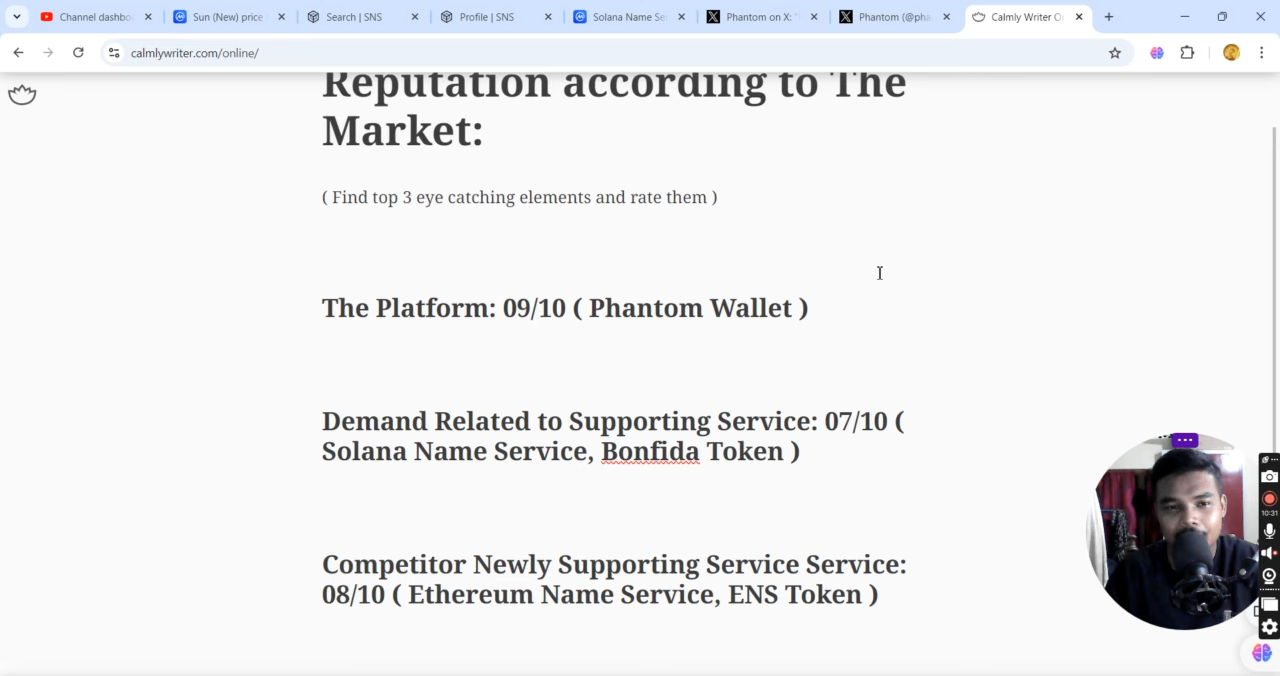 Channel dashbo
Sun (New) price
Search | SNS
Profile | SNS
Solana Name Se
Phantom on X: "
Phantom (@pha
Calmly Writer O
calmlywriter.com/online/
Reputation according to The
Market:
( Find top 3 eye catching elements and rate them )
The Platform: 09/10 ( Phantom Wallet )
Demand Related to Supporting Service: 07/10 (
Solana Name Service, Bonfida Token )
Competitor Newly Supporting Service Service:
08/10 ( Ethereum Name Service, ENS Token )
10:31